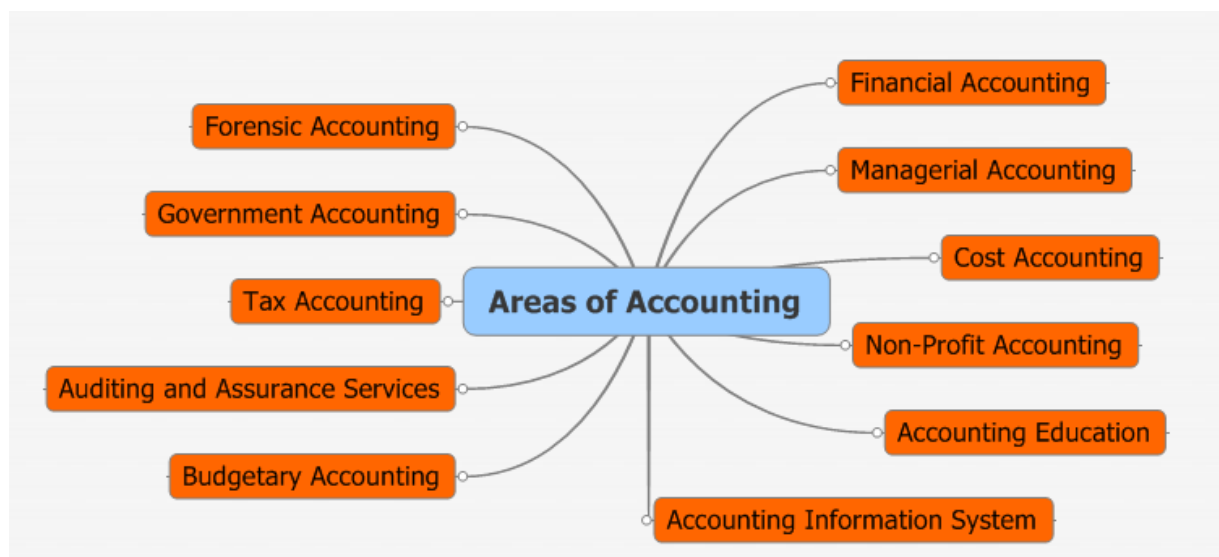 Areas of Accounting
Financial Accounting
Managerial Accounting
Cost Accounting
Non-Profit Accounting
Accounting Education
Accounting Information System
Forensic Accounting
Government Accounting
Tax Accounting
Auditing and Assurance Services
Budgetary Accounting